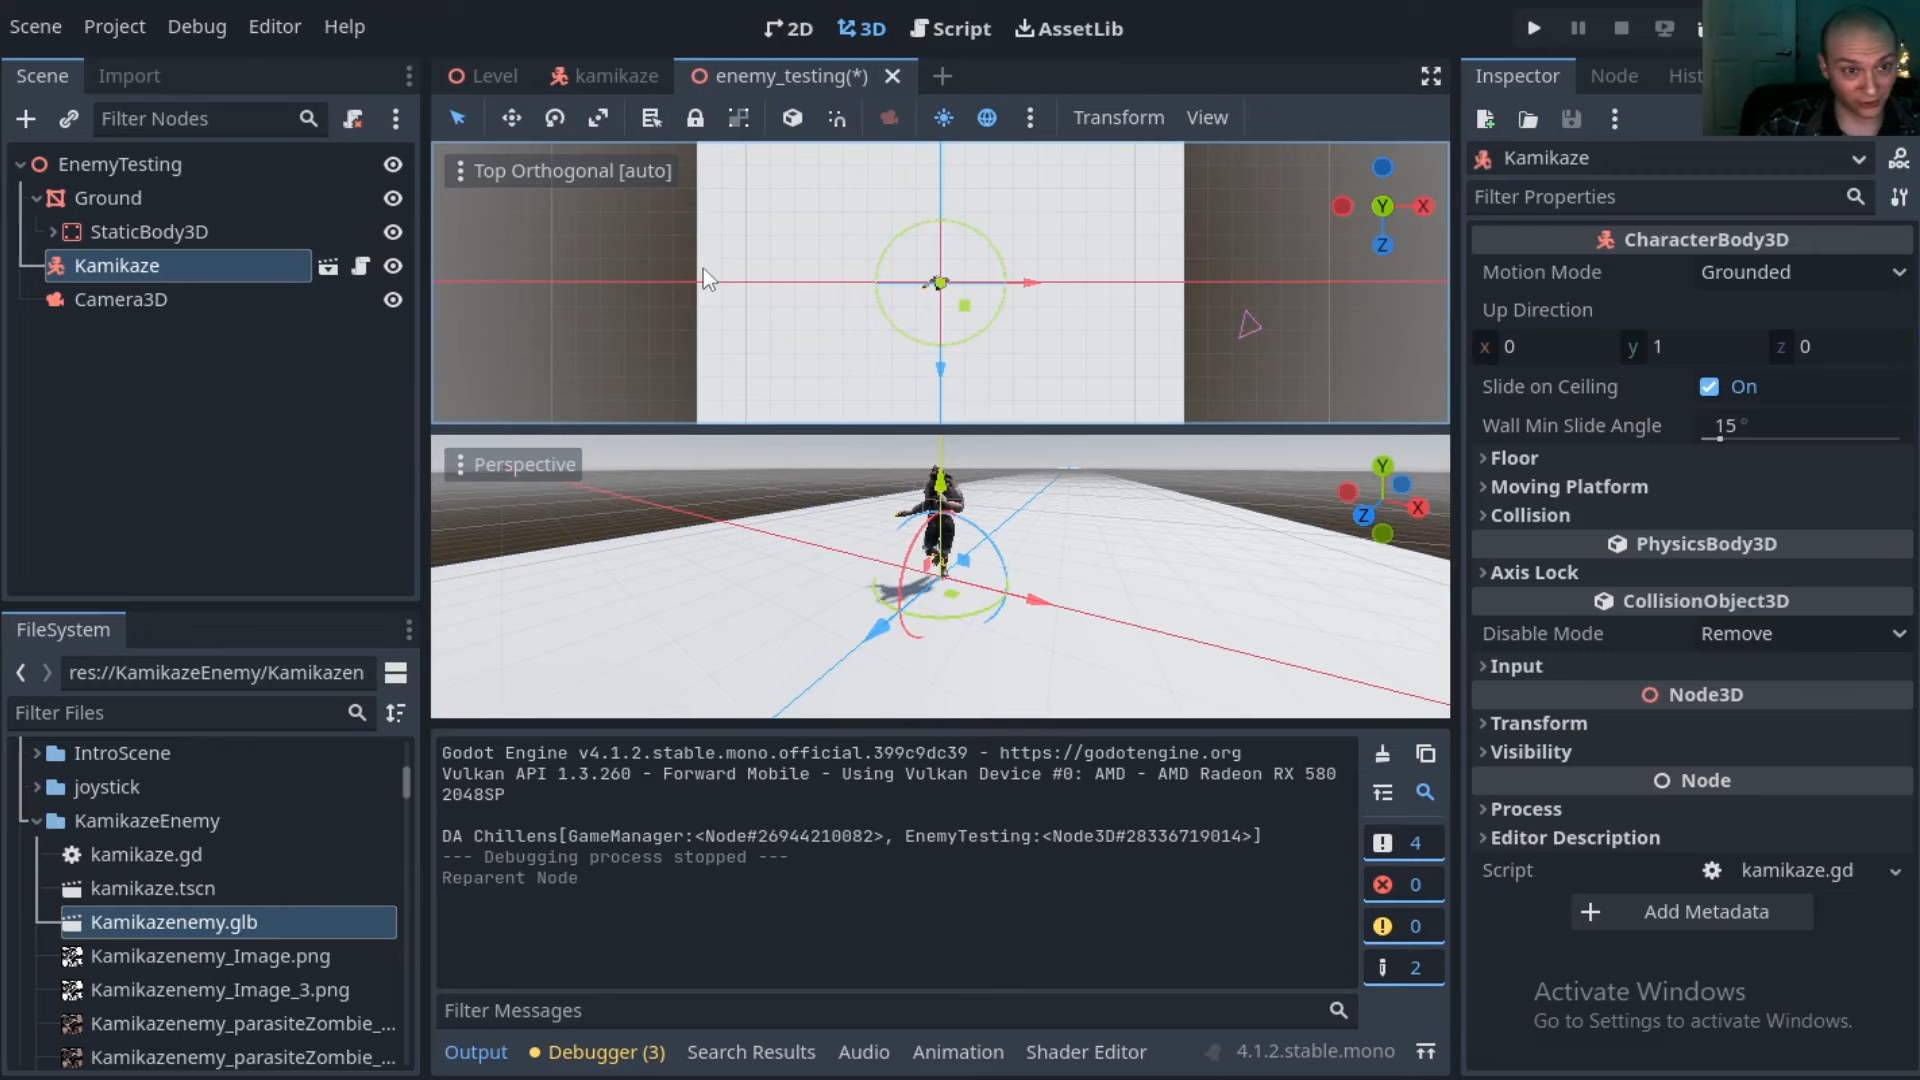 Scene Project Debug Editor Help
2D 3D Script AssetLib
Scene Import
Level kamikaze enemy_testing(*)
Inspector Node Hist
Filter Nodes
Transform View
EnemyTesting
Ground
StaticBody3D
Kamikaze
Camera3D
Top Orthogonal [auto]
Y X
Z
Perspective
Y
X
Z
Kamikaze
DOC
Filter Properties
CharacterBody3D
Motion Mode Grounded
Up Direction
x 0 y 1 z 0
Slide on Ceiling On
Wall Min Slide Angle 15 °
Floor
Moving Platform
Collision
PhysicsBody3D
Axis Lock
CollisionObject3D
Disable Mode Remove
Input
Node3D
Transform
Visibility
Node
Process
Editor Description
Script kamikaze.gd
Add Metadata
FileSystem
res://KamikazeEnemy/Kamikazen
Filter Files
IntroScene
joystick
KamikazeEnemy
kamikaze.gd
kamikaze.tscn
Kamikazenemy.glb
Kamikazenemy_Image.png
Kamikazenemy_Image_3.png
Kamikazenemy_parasiteZombie_...
Kamikazenemy_parasiteZombie_...
Godot Engine v4.1.2.stable.mono.official.399c9dc39 - https://godotengine.org
Vulkan API 1.3.260 - Forward Mobile - Using Vulkan Device #0: AMD - AMD Radeon RX 580
2048SP
DA Chillens[GameManager:<Node#26944210082>, EnemyTesting:<Node3D#28336719014>]
--- Debugging process stopped ---
Reparent Node
4
0
0
2
Filter Messages
Output Debugger (3) Search Results Audio Animation Shader Editor 4.1.2.stable.mono
Activate Windows
Go to Settings to activate Windows.